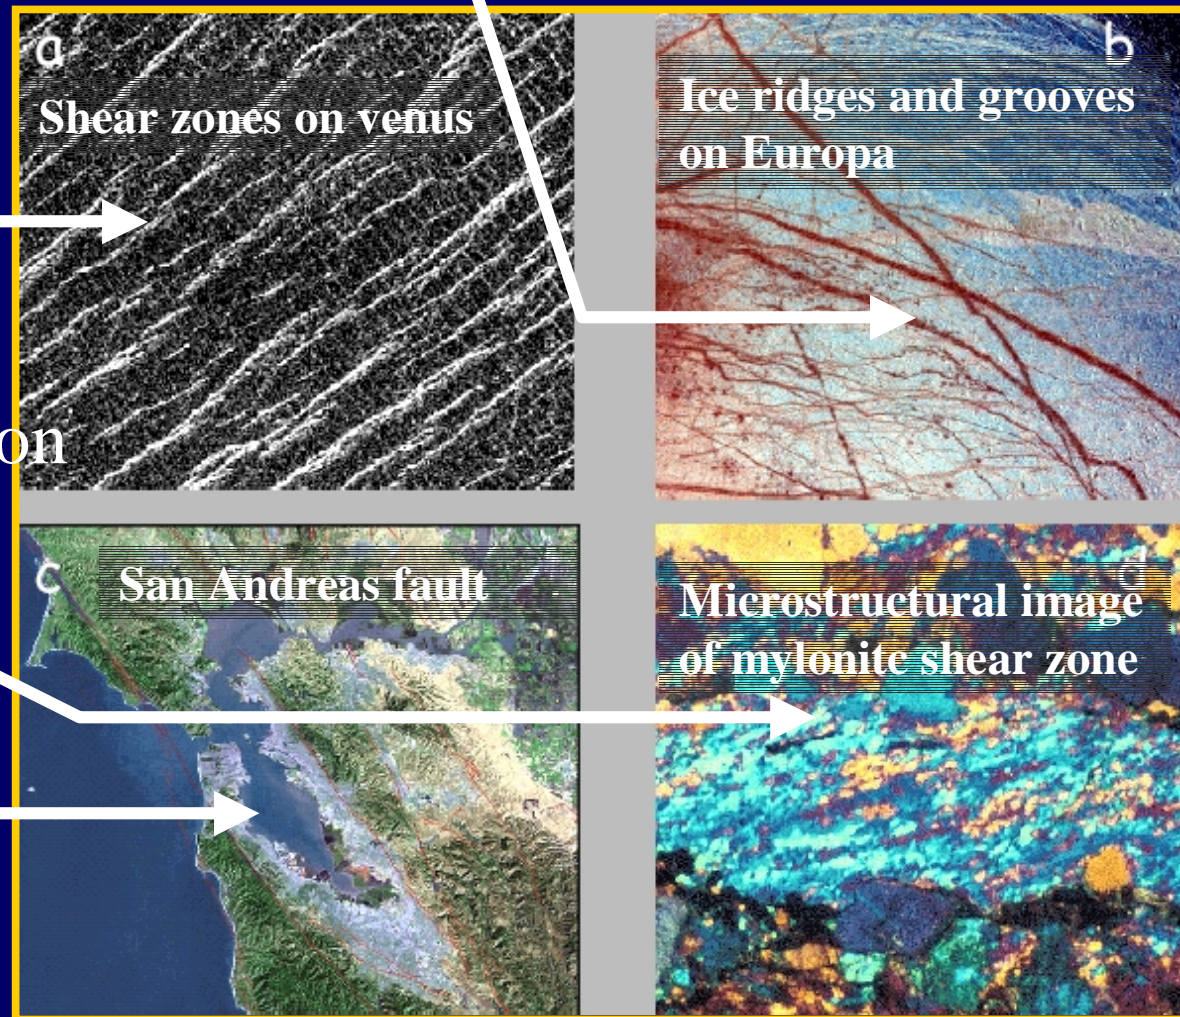 a
Shear zones on venus
b
Ice ridges and grooves
on Europa
on
c
San Andreas fault
d
Microstructural image
of mylonite shear zone